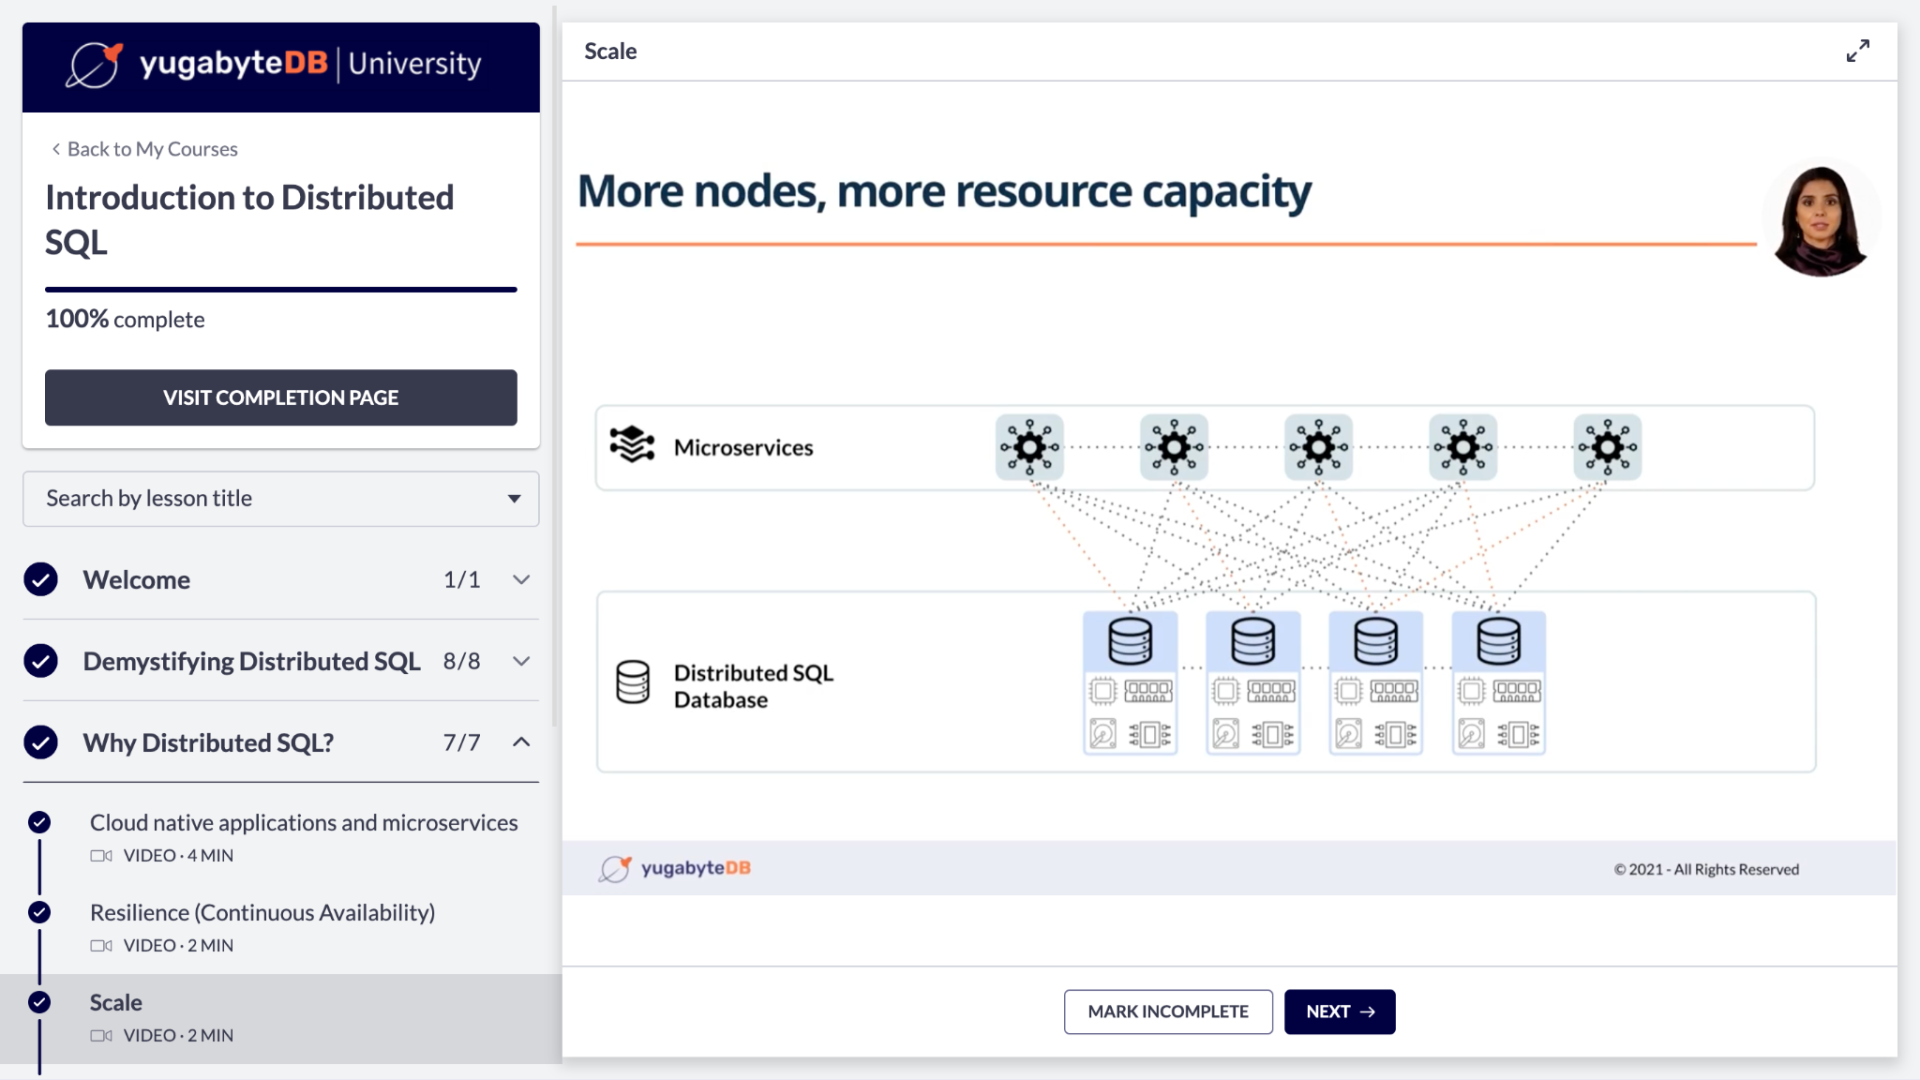 yugabyteDB | University
Back to My Courses
Introduction to Distributed
SQL
100% complete
VISIT COMPLETION PAGE
Search by lesson title
Welcome 1/1
Demystifying Distributed SQL 8/8
Why Distributed SQL? 7/7
Cloud native applications and microservices
VIDEO · 4 MIN
Resilience (Continuous Availability)
VIDEO · 2 MIN
Scale
VIDEO · 2 MIN
Scale
More nodes, more resource capacity
Microservices
Distributed SQL
Database
yugabyteDB
© 2021 - All Rights Reserved
MARK INCOMPLETE
NEXT →